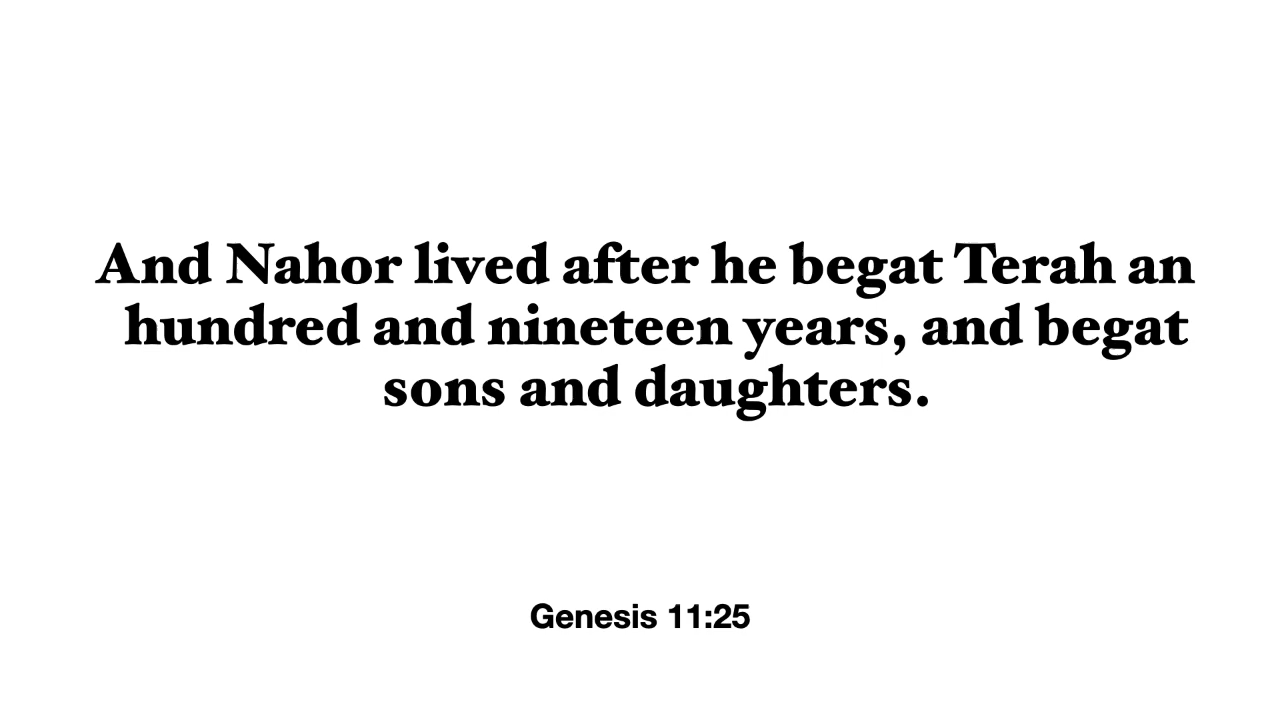 And Nahor lived after he begat Terah an
hundred and nineteen years, and begat
sons and daughters.
Genesis 11:25